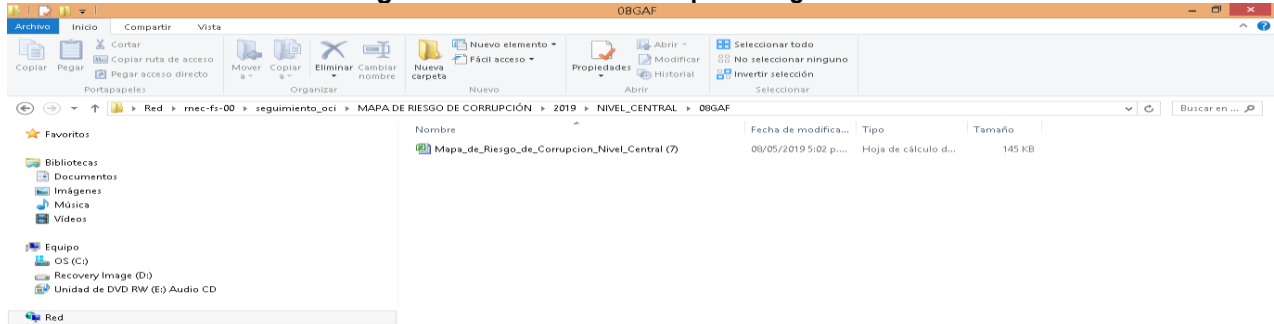 08GAF
Archivo Inicio Compartir Vista
Copiar Pegar Cortar Copiar ruta de acceso Pegar acceso directo
Mover a Copiar a Eliminar Cambiar nombre
Nueva carpeta Nuevo elemento Fácil acceso
Propiedades Abrir Modificar Historial
Seleccionar todo No seleccionar ninguno Invertir selección
Portapapeles Organizar Nuevo Abrir Seleccionar
Red rnec-fs-00 seguimiento_oci MAPA DE RIESGO DE CORRUPCIÓN 2019 NIVEL_CENTRAL 08GAF Buscar en ...
Favoritos
Bibliotecas
Documentos
Imágenes
Música
Vídeos
Equipo
OS (C:)
Recovery Image (D:)
Unidad de DVD RW (E:) Audio CD
Red
Nombre Fecha de modifica... Tipo Tamaño
Mapa_de_Riesgo_de_Corrupcion_Nivel_Central (7) 08/05/2019 5:02 p.... Hoja de cálculo d... 145 KB